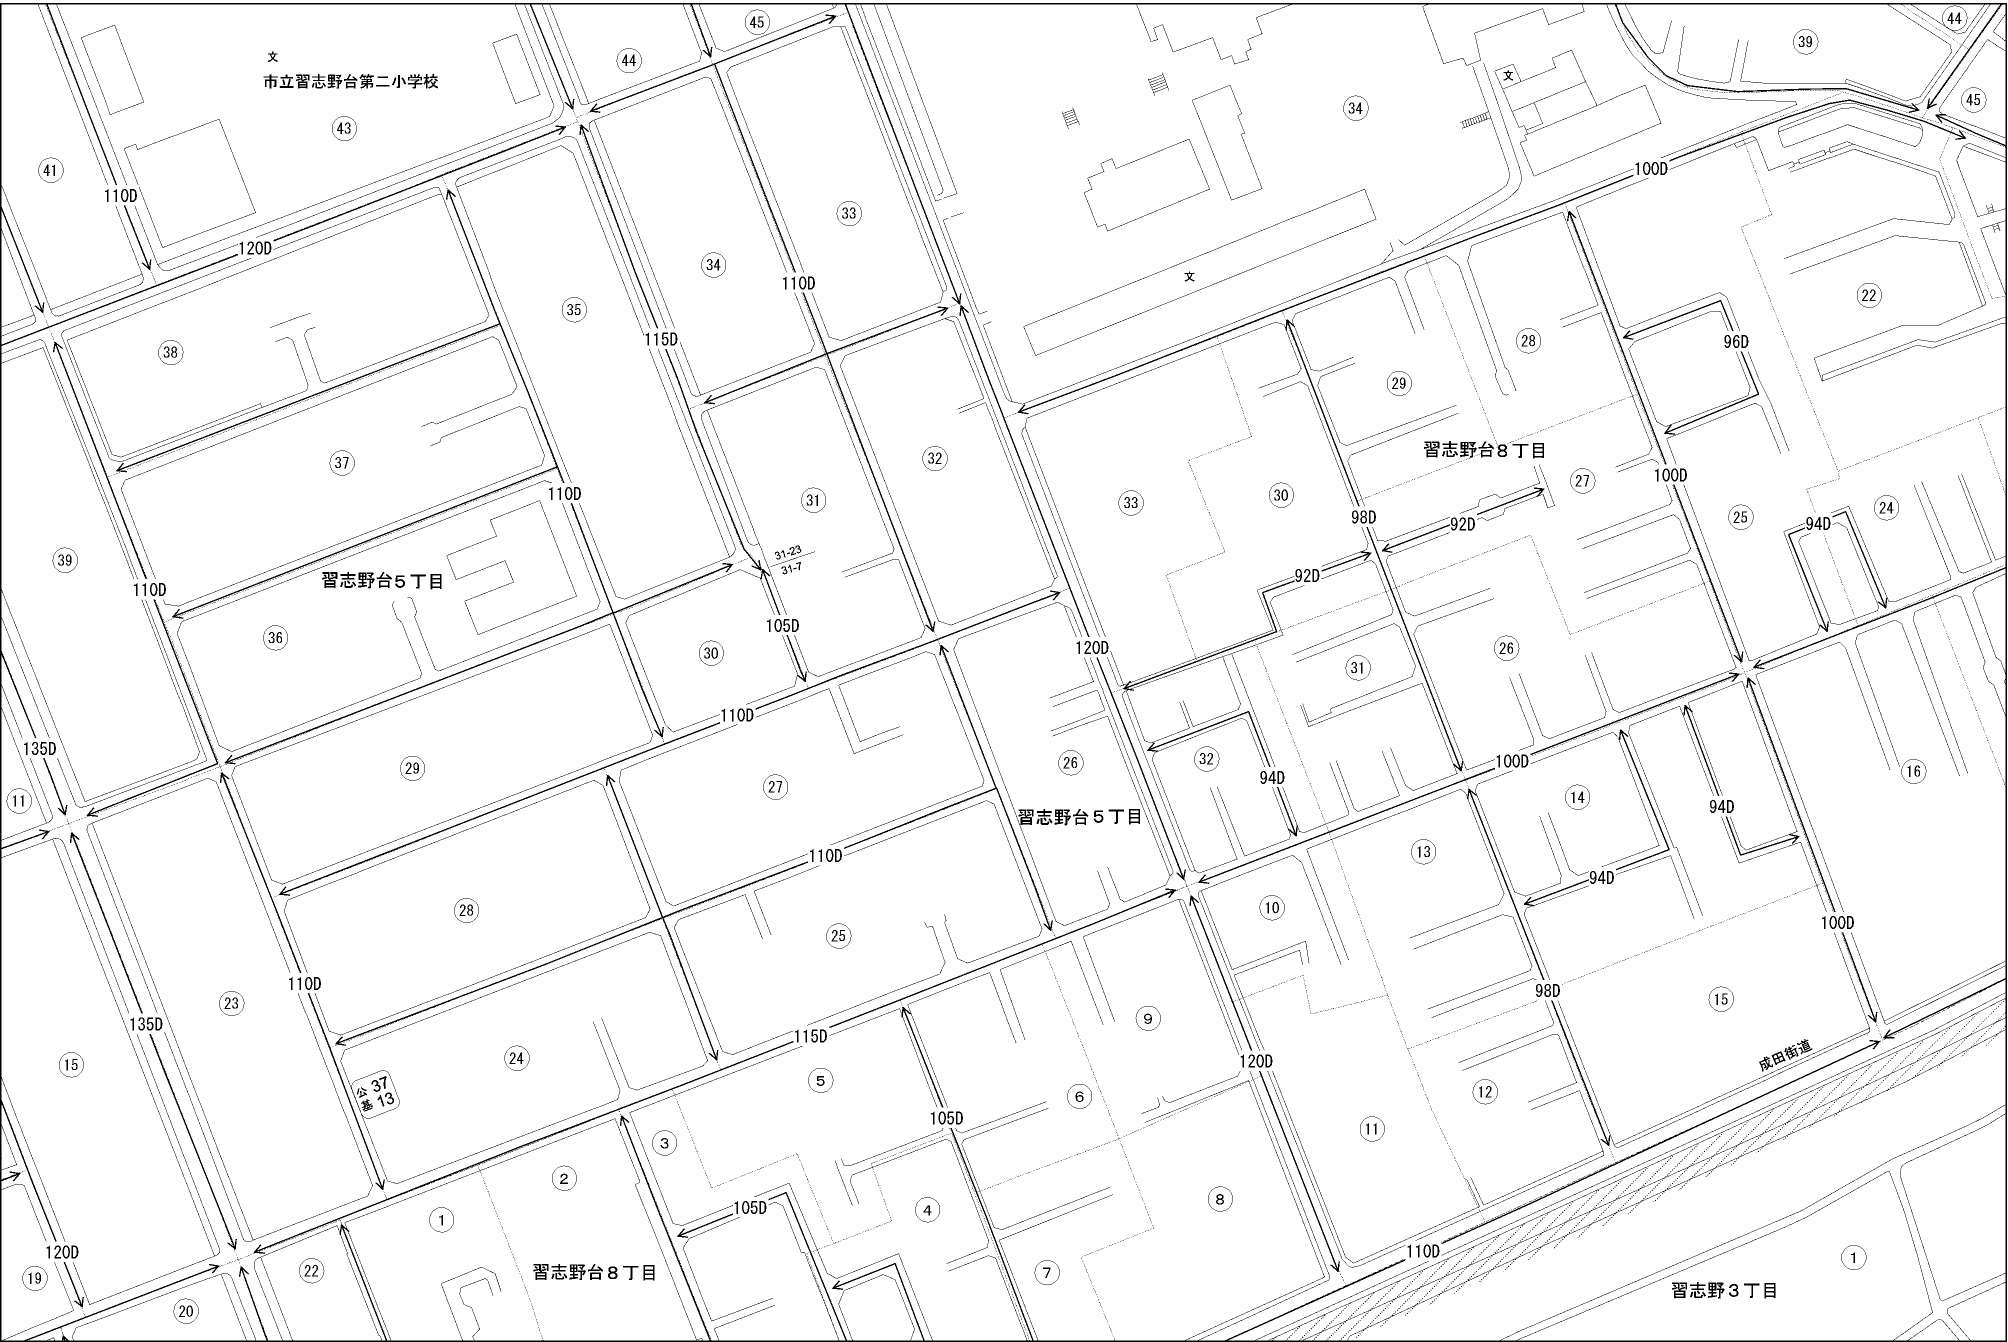 45
44
44
39
文
市立習志野台第二小学校
文
43
34
45
41
110D
100D
33
120D
34
文
110D
22
35
115D
28
96D
38
29
習志野台８丁目
37
32
100D
27
110D
33
30
31
98D
92D
25
24
94D
31-23
31-7
39
習志野台５丁目
110D
92D
105D
36
30
120D
26
31
110D
135D
29
26
32
100D
16
27
94D
11
習志野台５丁目
14
94D
13
110D
94D
28
10
25
100D
110D
98D
15
23
9
135D
115D
24
120D
成田街道
15
公 37
基 13
5
6
12
105D
3
11
2
8
105D
4
1
120D
110D
19
22
習志野台８丁目
7
1
習志野３丁目
20